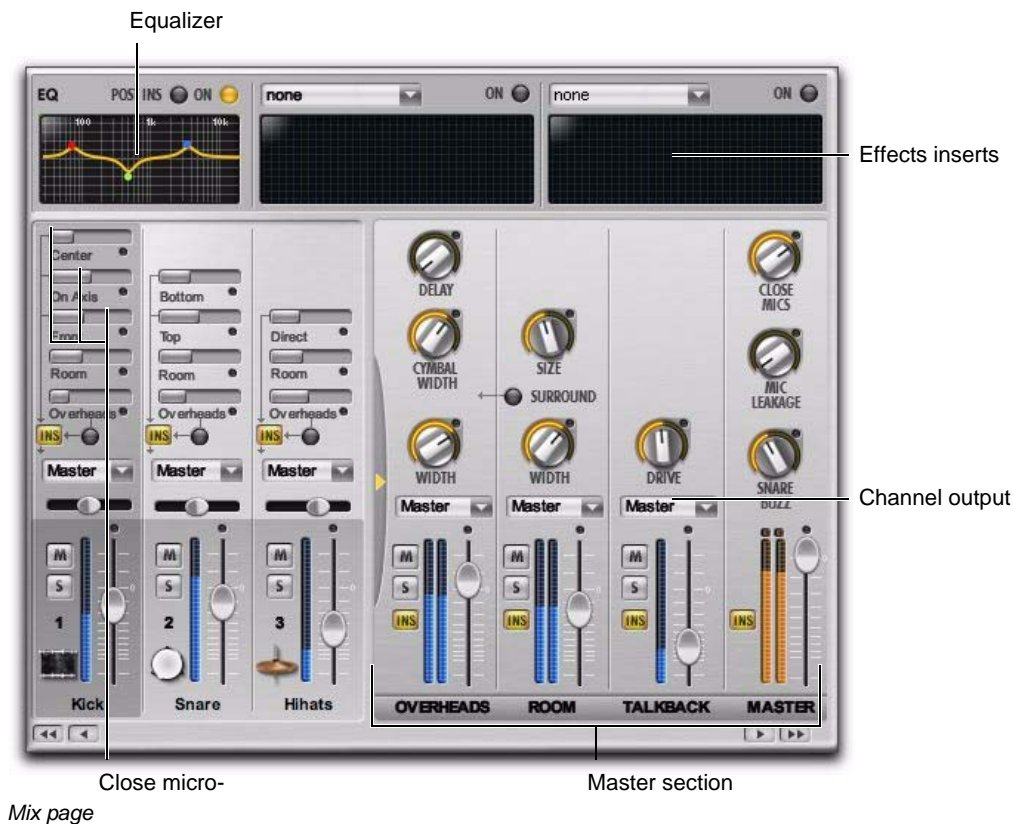 Equalizer
EQ POST INS ON none ON none ON
100 1k 10k
Effects inserts
Center
On Axis
Front
Room
Overheads
INS
Master
Bottom
Top
Room
Overheads
INS
Master
Direct
Room
Overheads
INS
Master
DELAY
CYMBAL
WIDTH
WIDTH
Master
SIZE
SURROUND
WIDTH
Master
DRIVE
Master
CLOSE
MICS
MIC
LEAKAGE
SNARE
BUZZ
Channel output
M
S
1
Kick
M
S
2
Snare
M
S
3
Hihats
0
M
S
INS
OVERHEADS
M
S
INS
ROOM
M
S
INS
TALKBACK
INS
0
MASTER
Close micro-
Master section
Mix page